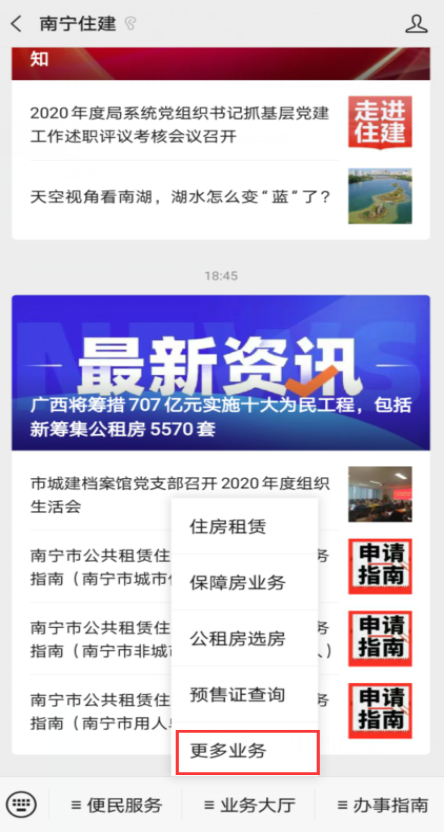 南宁住建
知
2020年度局系统党组织书记抓基层党建
工作述职评议考核会议召开
走进
住建
天空视角看南湖，湖水怎么变“蓝”了？
18:45
NEWS
最新资讯
广西将筹措707亿元实施十大为民工程，包括
新筹集公租房5570套
市城建档案馆党支部召开2020年度组织
生活会
南宁市公共租赁住
务
指南（南宁市城市
申请
指南
南宁市公共租赁住
务
指南（南宁市非城
、）
申请
指南
南宁市公共租赁住
务
指南（南宁市用人
申请
指南
住房租赁
保障房业务
公租房选房
预售证查询
更多业务
≡ 便民服务
≡ 业务大厅
≡ 办事指南